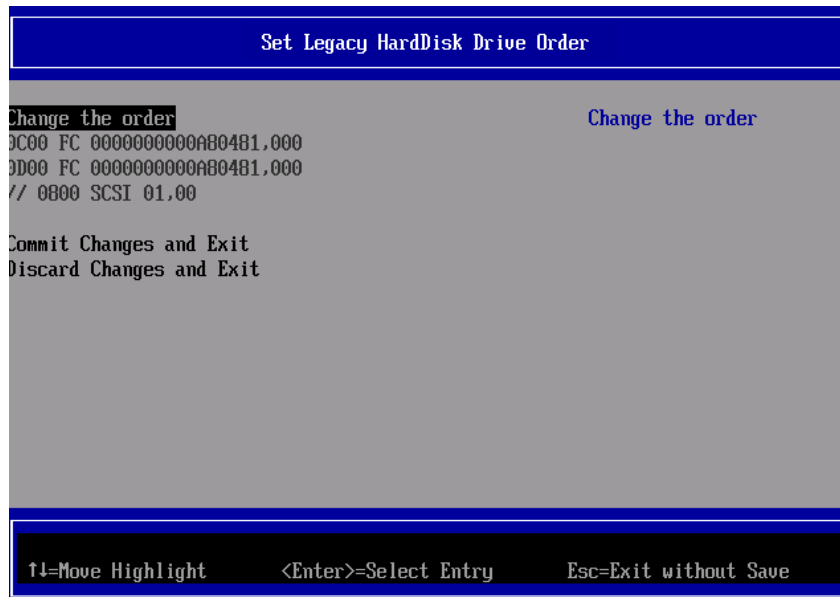 Set Legacy HardDisk Drive Order
Change the order
Change the order
0C00 FC 0000000000A80481,000
0D00 FC 0000000000A80481,000
// 0800 SCSI 01,00
Commit Changes and Exit
Discard Changes and Exit
↑↓=Move Highlight <Enter>=Select Entry Esc=Exit without Save